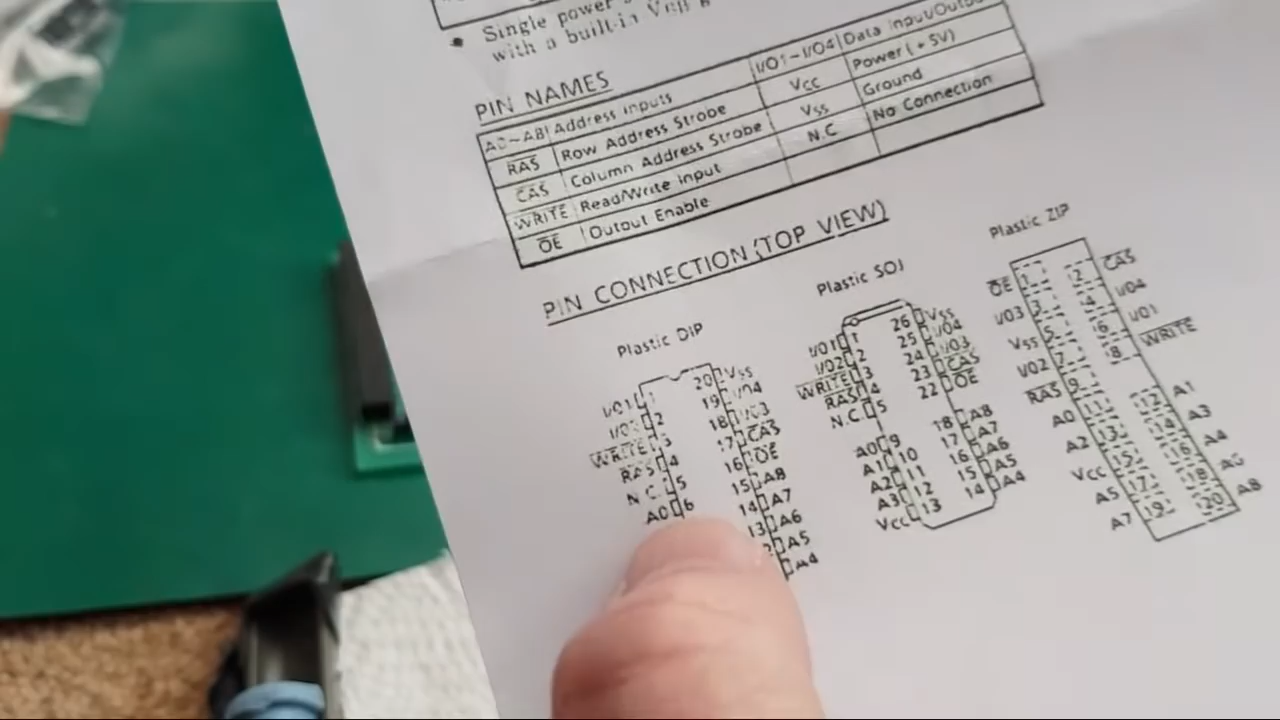 Single power
with a built-in VBB
PIN NAMES
A0~A8 Address Inputs
RAS Row Address Strobe
CAS Column Address Strobe
WRITE Read/Write Input
OE Output Enable
I/O1~I/O4 Data Input/Output
VCC Power (+5V)
VSS Ground
N.C. No Connection
PIN CONNECTION (TOP VIEW)
Plastic DIP
I/O1 1
I/O2 2
WRITE 3
RAS 4
N.C. 5
A0 6
20 VSS
19 I/O4
18 I/O3
17 CAS
16 OE
15 A8
14 A7
13 A6
A5
A4
Plastic SOJ
I/O1 1
I/O2 2
WRITE 3
RAS 4
N.C. 5
A0 9
A1 10
A2 11
A3 12
VCC 13
26 VSS
25 I/O4
24 I/O3
23 CAS
22 OE
18 A8
17 A7
16 A6
15 A5
14 A4
Plastic ZIP
OE 1
I/O3 3
VSS 5
I/O2 7
RAS 9
A0 11
A2 13
VCC 15
A5 17
A7 19
2 CAS
4 I/O4
6 I/O1
8 WRITE
12 A1
14 A3
16 A4
18
20 A8